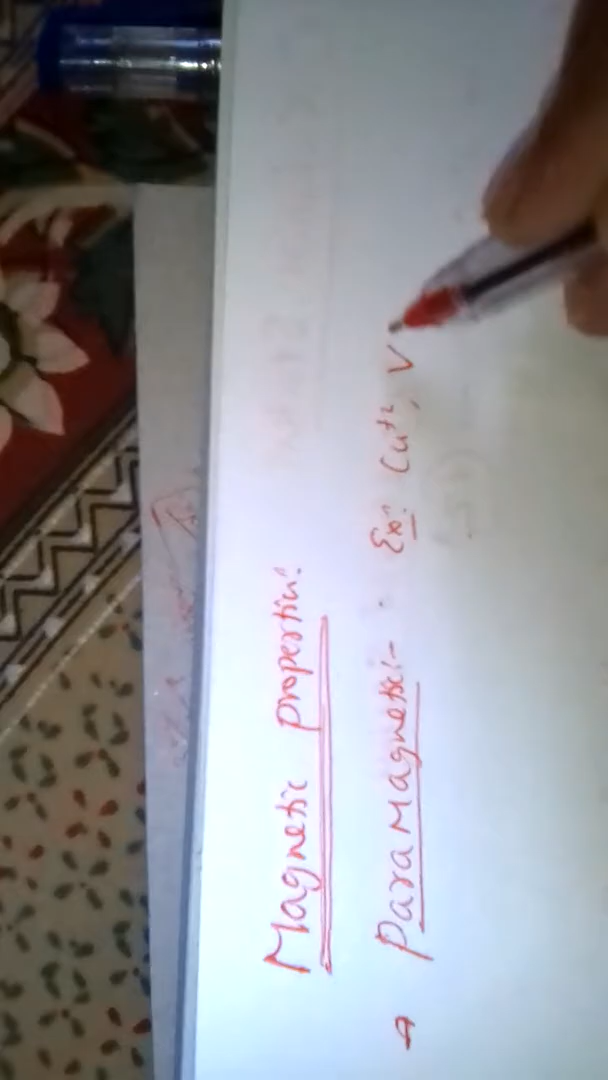 Magnetic properties:
→ ParaMagnetic:- Ex: Cu+2, V